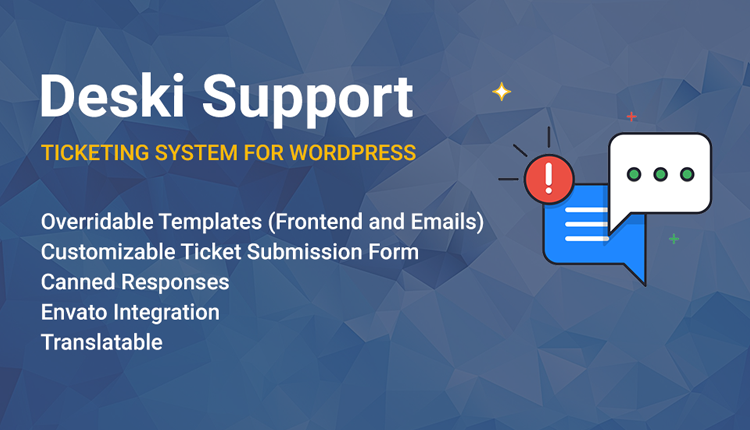 Deski Support
TICKETING SYSTEM FOR WORDPRESS
Overridable Templates (Frontend and Emails)
Customizable Ticket Submission Form
Canned Responses
Envato Integration
Translatable